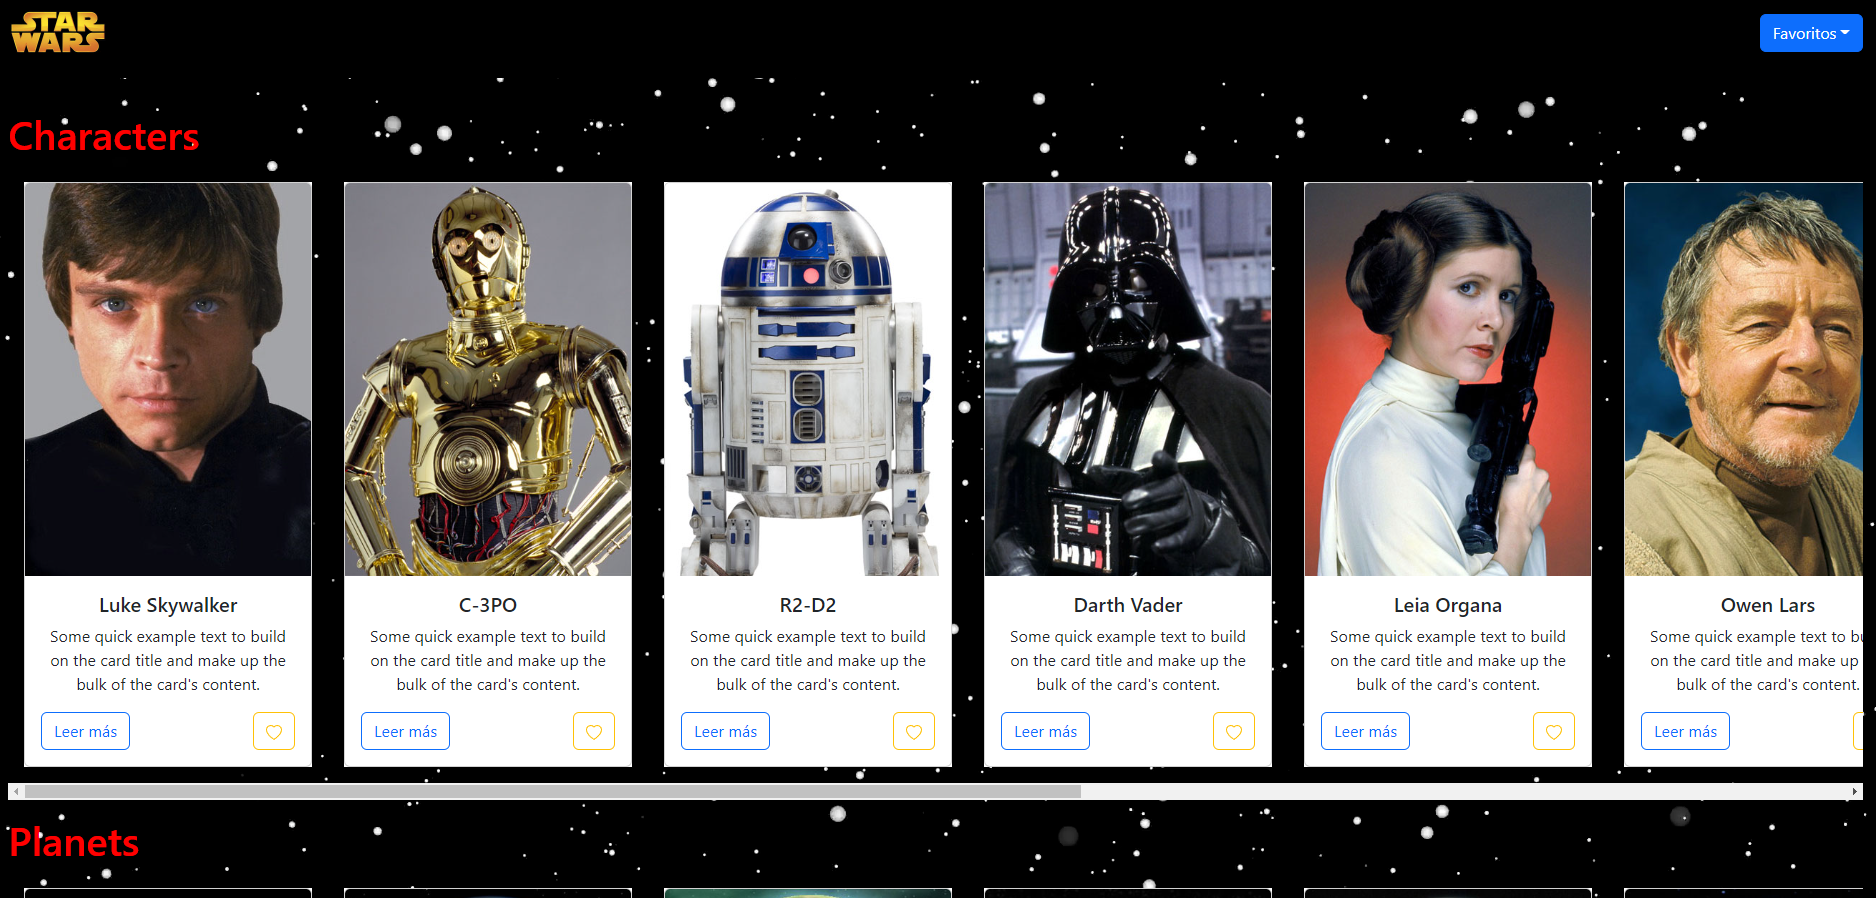 STAR
WARS
Favoritos
Characters
Luke Skywalker
Some quick example text to build
on the card title and make up the
bulk of the card's content.
Leer más
C-3PO
Some quick example text to build
on the card title and make up the
bulk of the card's content.
Leer más
R2-D2
Some quick example text to build
on the card title and make up the
bulk of the card's content.
Leer más
Darth Vader
Some quick example text to build
on the card title and make up the
bulk of the card's content.
Leer más
Leia Organa
Some quick example text to build
on the card title and make up the
bulk of the card's content.
Leer más
Owen Lars
Some quick example text to
on the card title and make up
bulk of the card's content.
Leer más
Planets